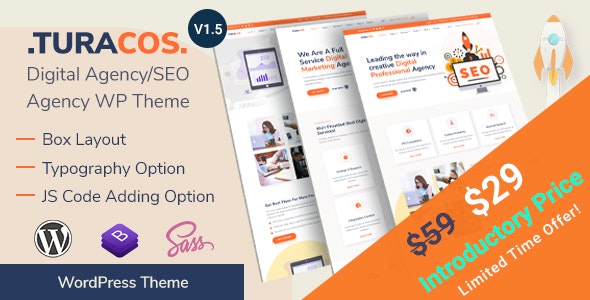 .TURACOS.
V1.5
Digital Agency/SEO
Agency WP Theme
Box Layout
Typography Option
JS Code Adding Option
W
B
Sass
WordPress Theme
We Are A Full
Service Digital
Marketing Agency
Leading the way in
creative Digital
Professional Agency
SEO
$59 $29
Introductory Price
Limited Time Offer!